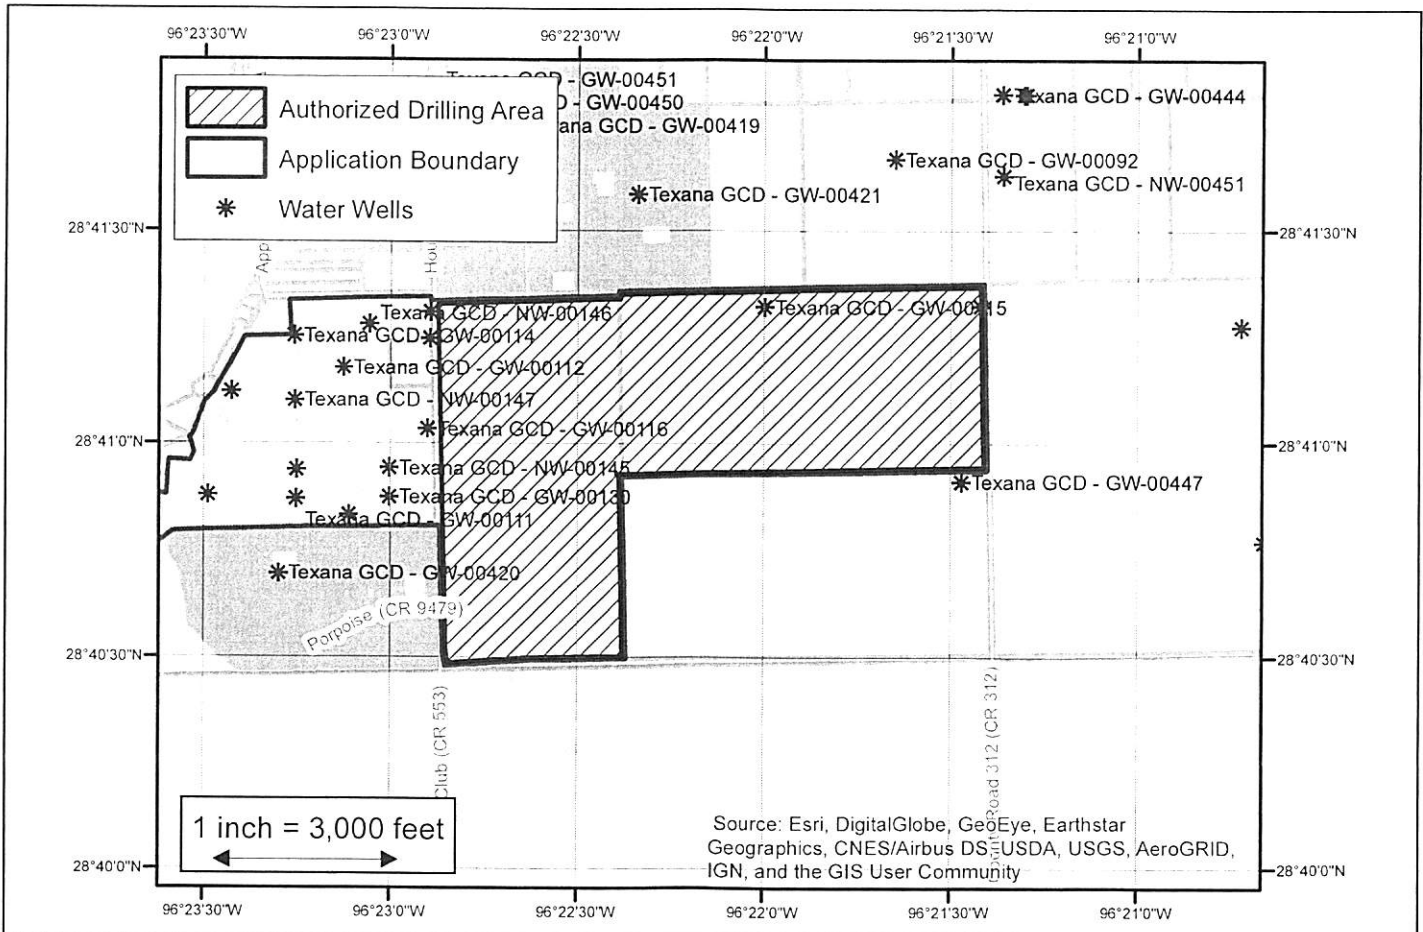 96°23'30"W 96°23'0"W 96°22'30"W 96°22'0"W 96°21'30"W 96°21'0"W
Authorized Drilling Area
Application Boundary
Water Wells
GCD - GW-00451
D - GW-00450
ana GCD - GW-00419
Texana GCD - GW-00444
Texana GCD - GW-00092
Texana GCD - NW-00451
Texana GCD - GW-00421
28°41'30"N
28°41'30"N
App
Hou
Texana GCD - NW-00146
Texana GCD - GW-00115
Texana GCD - GW-00114
Texana GCD - GW-00112
Texana GCD - NW-00147
Texana GCD - GW-00116
28°41'0"N
28°41'0"N
Texana GCD - NW-00145
Texana GCD - GW-00447
Texana GCD - GW-00130
Texana GCD - GW-00111
Texana GCD - GW-00420
Porpoise (CR 9479)
28°40'30"N
28°40'30"N
Club (CR 553)
Road 312 (CR 312)
1 inch = 3,000 feet
Source: Esri, DigitalGlobe, GeoEye, Earthstar
Geographics, CNES/Airbus DS, USDA, USGS, AeroGRID,
IGN, and the GIS User Community
28°40'0"N
28°40'0"N
96°23'30"W 96°23'0"W 96°22'30"W 96°22'0"W 96°21'30"W 96°21'0"W